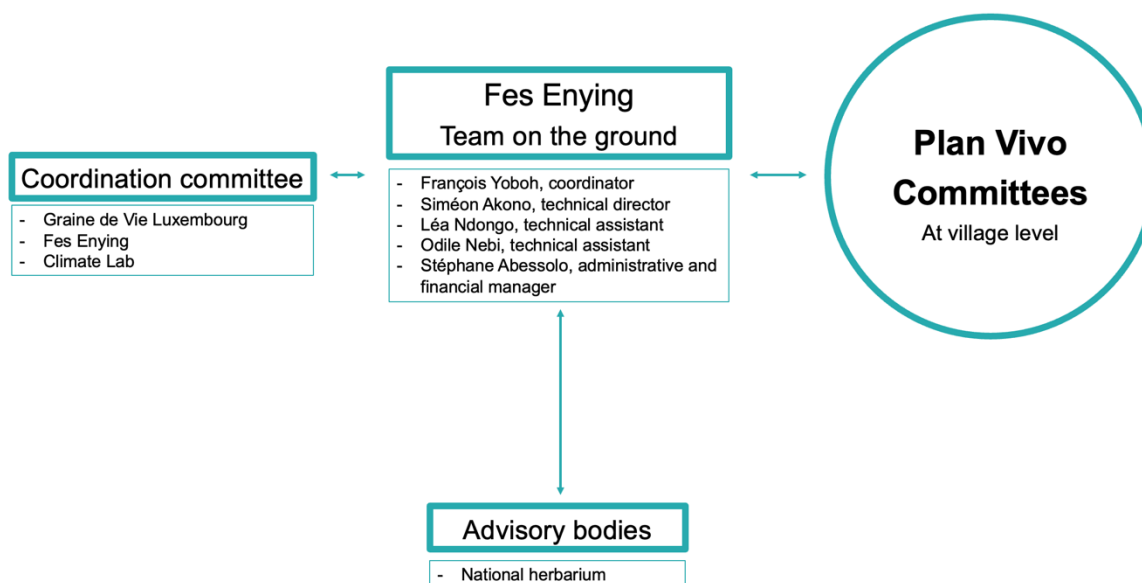 Fes Enying
Team on the ground
Coordination committee
- Graine de Vie Luxembourg
- Fes Enying
- Climate Lab
- François Yoboh, coordinator
- Siméon Akono, technical director
- Léa Ndongo, technical assistant
- Odile Nebi, technical assistant
- Stéphane Abessolo, administrative and
financial manager
Plan Vivo
Committees
At village level
Advisory bodies
- National herbarium